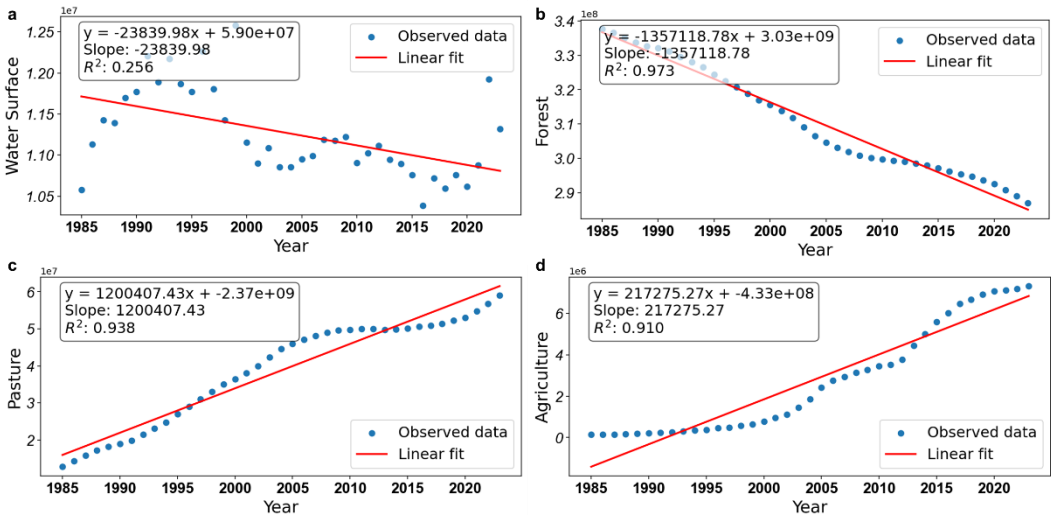 a
1e7
y = -23839.98x + 5.90e+07
Slope: -23839.98
R²: 0.256
Observed data
Linear fit
1.25
1.20
1.15
1.10
1.05
Water Surface
1985 1990 1995 2000 2005 2010 2015 2020
Year
b
1e8
y = -1357118.78x + 3.03e+09
Slope: -1357118.78
R²: 0.973
Observed data
Linear fit
3.4
3.3
3.2
3.1
3.0
2.9
Forest
1985 1990 1995 2000 2005 2010 2015 2020
Year
c
1e7
y = 1200407.43x + -2.37e+09
Slope: 1200407.43
R²: 0.938
6
5
4
3
2
Pasture
Observed data
Linear fit
1985 1990 1995 2000 2005 2010 2015 2020
Year
d
1e6
y = 217275.27x + -4.33e+08
Slope: 217275.27
R²: 0.910
6
4
2
0
Agriculture
Observed data
Linear fit
1985 1990 1995 2000 2005 2010 2015 2020
Year